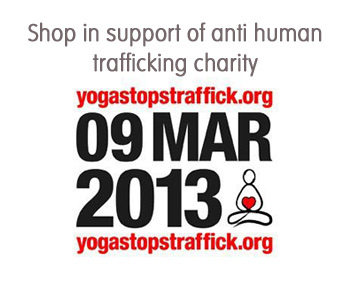 Shop in support of anti human
trafficking charity
yogastopstraffick.org
09 MAR
2013
yogastopstraffick.org